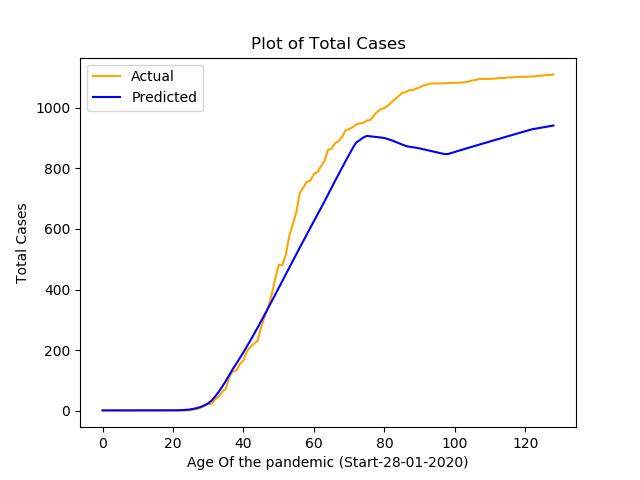 Plot of Total Cases
Actual
Predicted
Total Cases
1000
800
600
400
200
0
0 20 40 60 80 100 120
Age Of the pandemic (Start-28-01-2020)